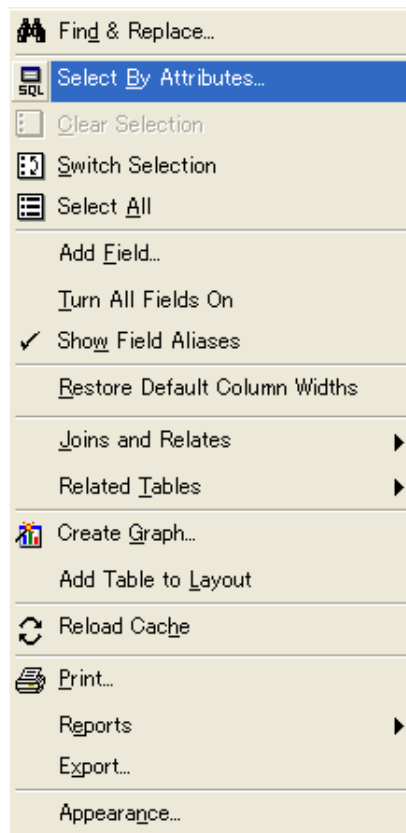 Find & Replace...
SQL
Select By Attributes...
Clear Selection
Switch Selection
Select All
Add Field...
Turn All Fields On
Show Field Aliases
Restore Default Column Widths
Joins and Relates
Related Tables
Create Graph...
Add Table to Layout
Reload Cache
Print...
Reports
Export...
Appearance...